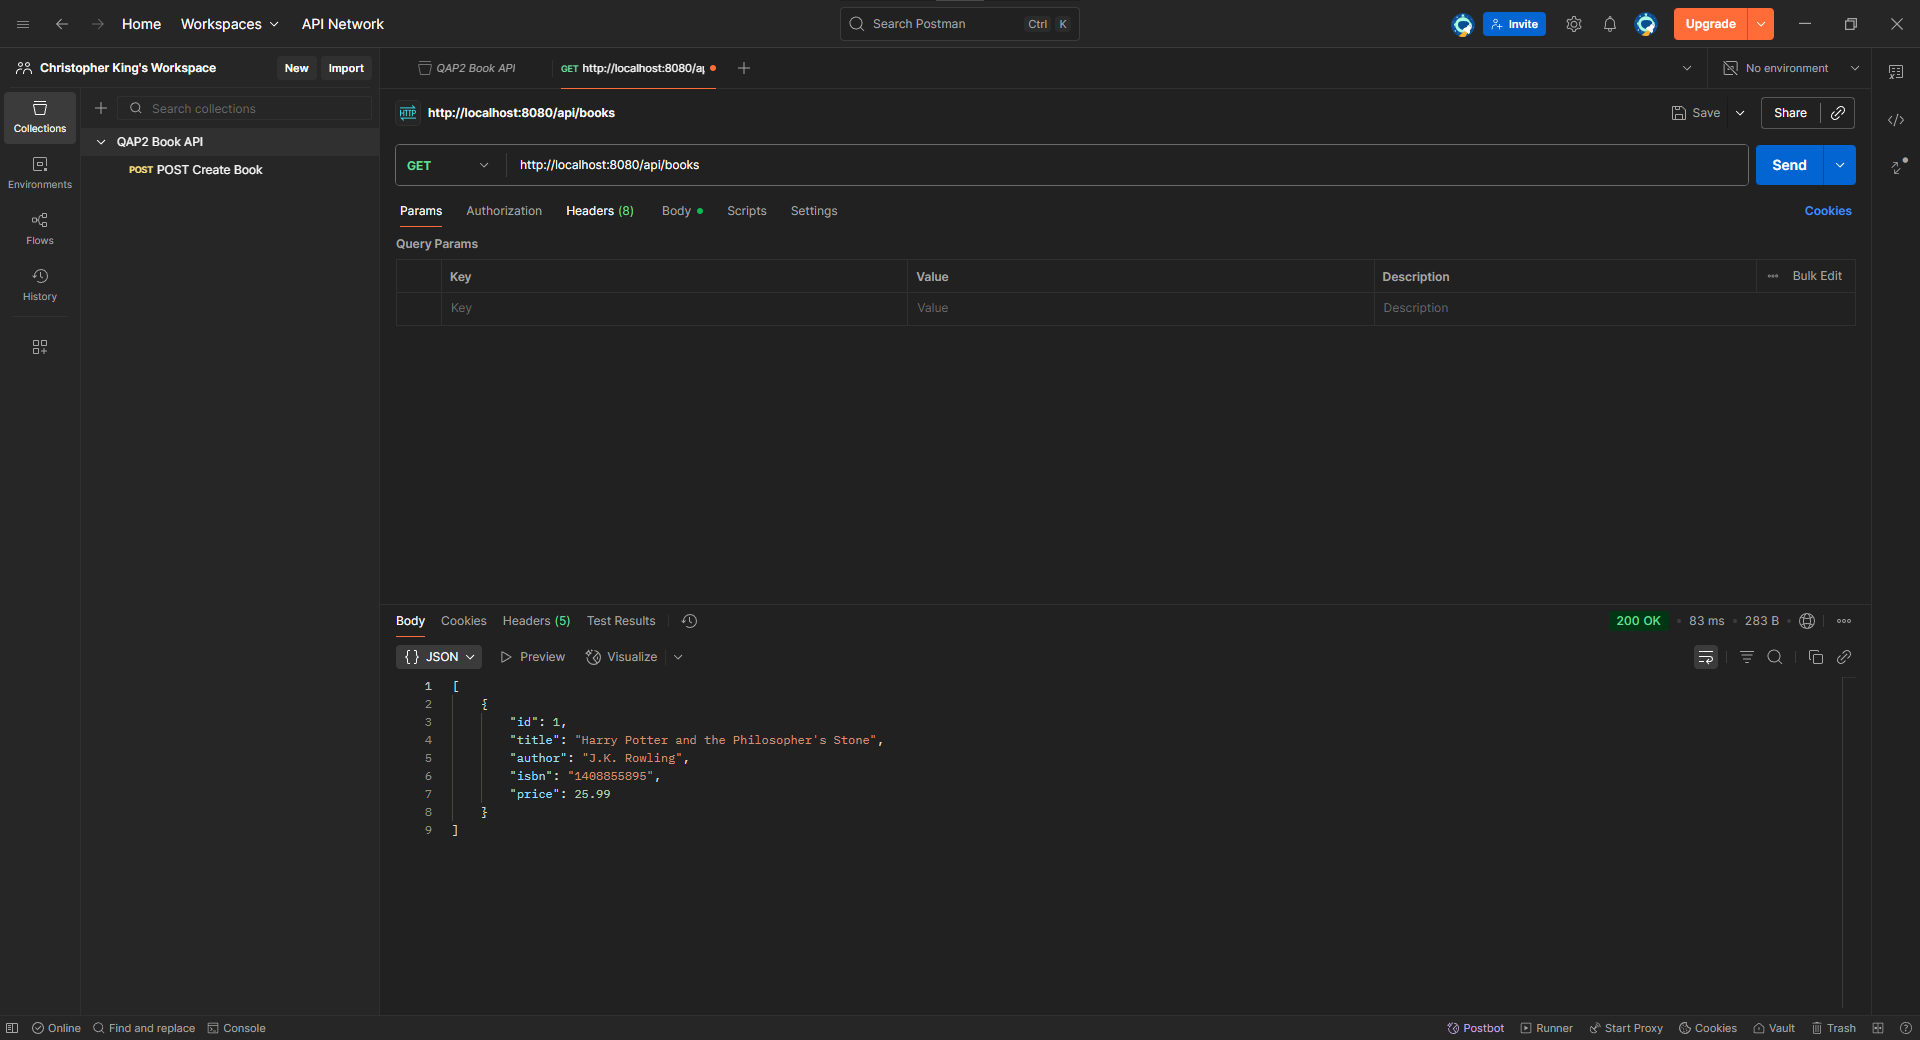 Home Workspaces API Network Search Postman Ctrl K Invite Upgrade
Christopher King's Workspace New Import QAP2 Book API GET http://localhost:8080/a No environment
Search collections http://localhost:8080/api/books Save Share
Collections
QAP2 Book API
POST POST Create Book
Environments
Flows
History
GET http://localhost:8080/api/books Send
Params Authorization Headers (8) Body Scripts Settings Cookies
Query Params
Key Value Description Bulk Edit
Key Value Description
Body Cookies Headers (5) Test Results 200 OK 83 ms 283 B
{} JSON Preview Visualize
1 [
2 {
3 "id": 1,
4 "title": "Harry Potter and the Philosopher's Stone",
5 "author": "J.K. Rowling",
6 "isbn": "1408855895",
7 "price": 25.99
8 }
9 ]
Online Find and replace Console Postbot Runner Start Proxy Cookies Vault Trash